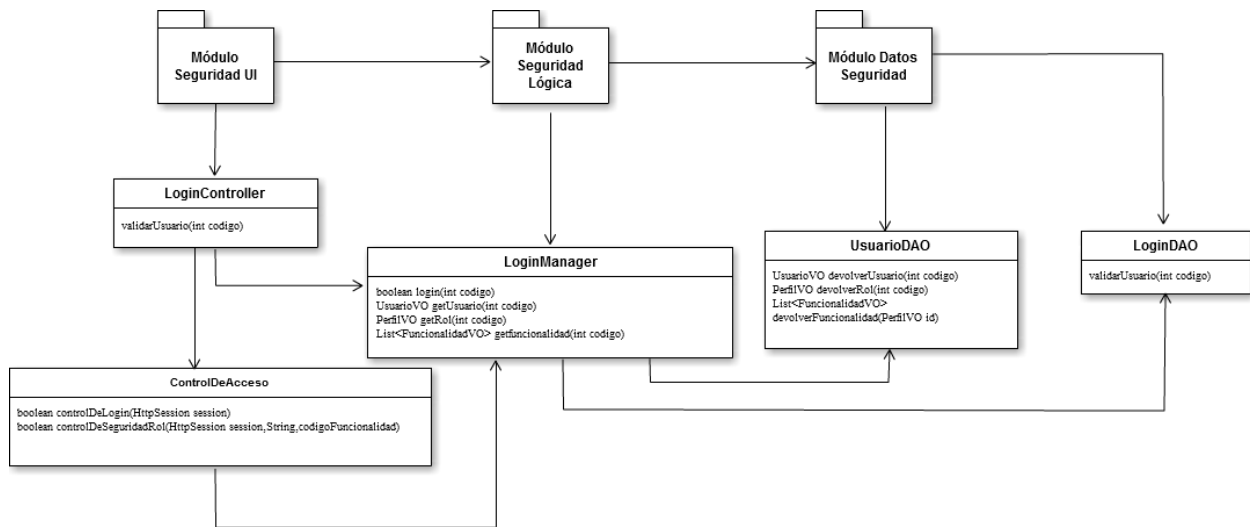 Módulo
Seguridad UI
Módulo
Seguridad
Lógica
Módulo Datos
Seguridad
LoginController
validarUsuario(int codigo)
LoginManager
boolean login(int codigo)
UsuarioVO getUsuario(int codigo)
PerfilVO getRol(int codigo)
List<FuncionalidadVO> getfuncionalidad(int codigo)
UsuarioDAO
UsuarioVO devolverUsuario(int codigo)
PerfilVO devolverRol(int codigo)
List<FuncionalidadVO>
devolverFuncionalidad(PerfilVO id)
LoginDAO
validarUsuario(int codigo)
ControlDeAcceso
boolean controlDeLogin(HttpSession session)
boolean controlDeSeguridadRol(HttpSession session,String,codigoFuncionalidad)